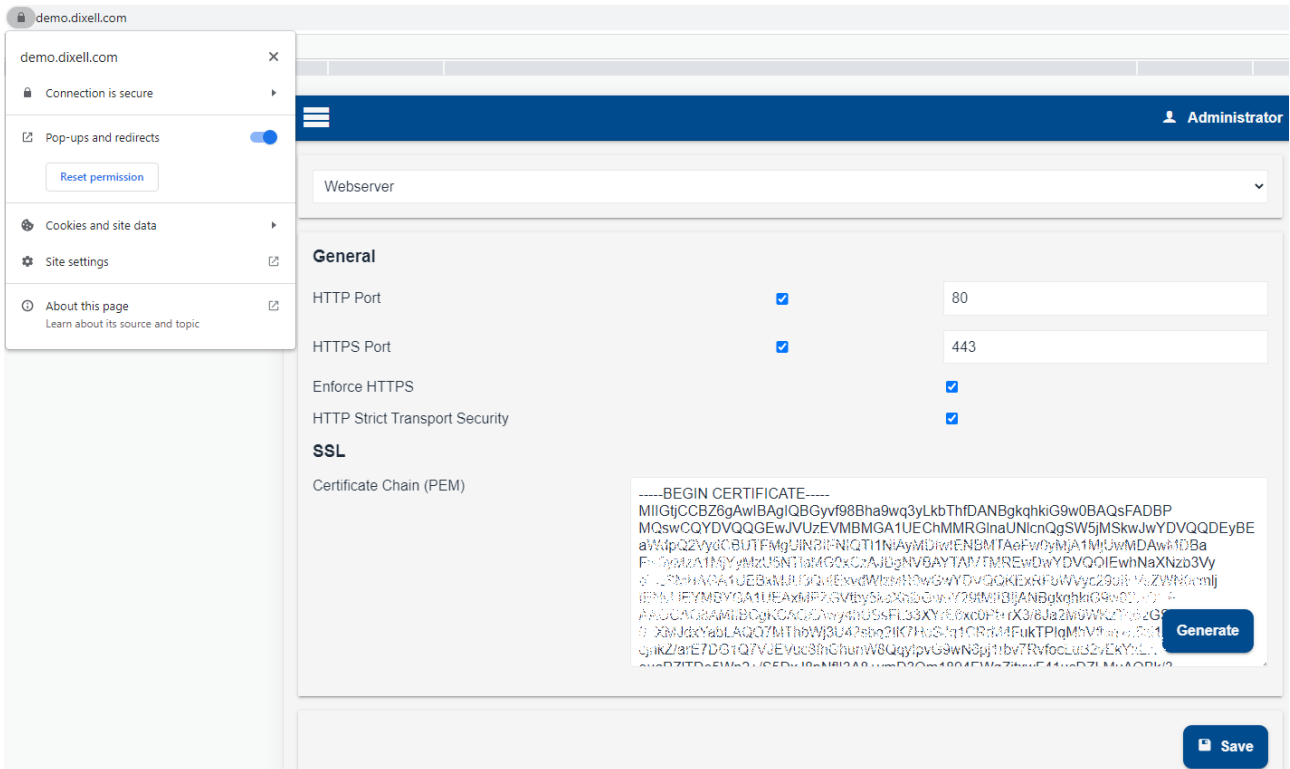 demo.dixell.com
demo.dixell.com
Connection is secure
Pop-ups and redirects
Reset permission
Cookies and site data
Site settings
About this page
Learn about its source and topic
Administrator
Webserver
General
HTTP Port
80
HTTPS Port
443
Enforce HTTPS
HTTP Strict Transport Security
SSL
Certificate Chain (PEM)
-----BEGIN CERTIFICATE-----
MIIGtjCCBZ6gAwIBAgIQBGyvf98Bha9wq3yLkbThfDANBgkqhkiG9w0BAQsFADBP
MQswCQYDVQQGEwJVUzEVMBMGA1UEChMMRGlnaUNlcnQgSW5jMSkwJwYDVQQDEyBE
Generate
Save